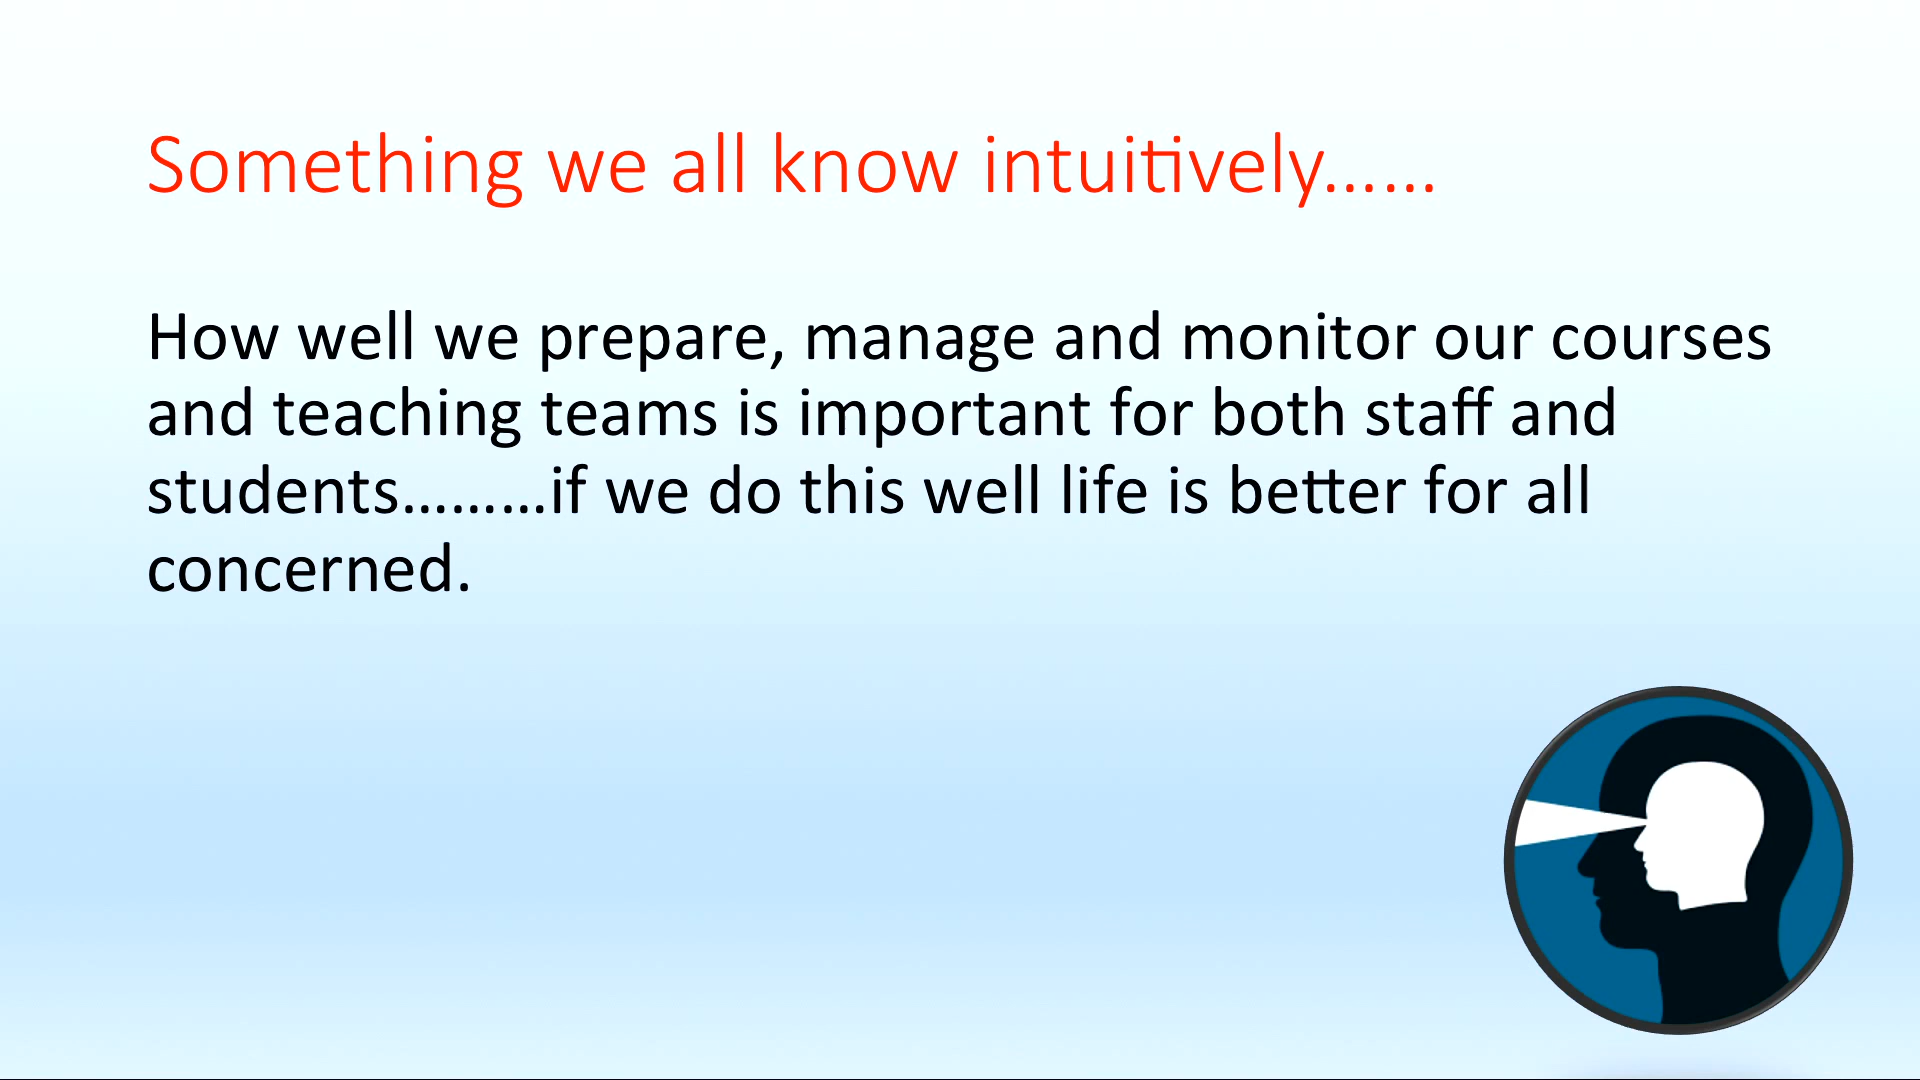 Something we all know intuitively……
How well we prepare, manage and monitor our courses
and teaching teams is important for both staff and
students………if we do this well life is better for all
concerned.